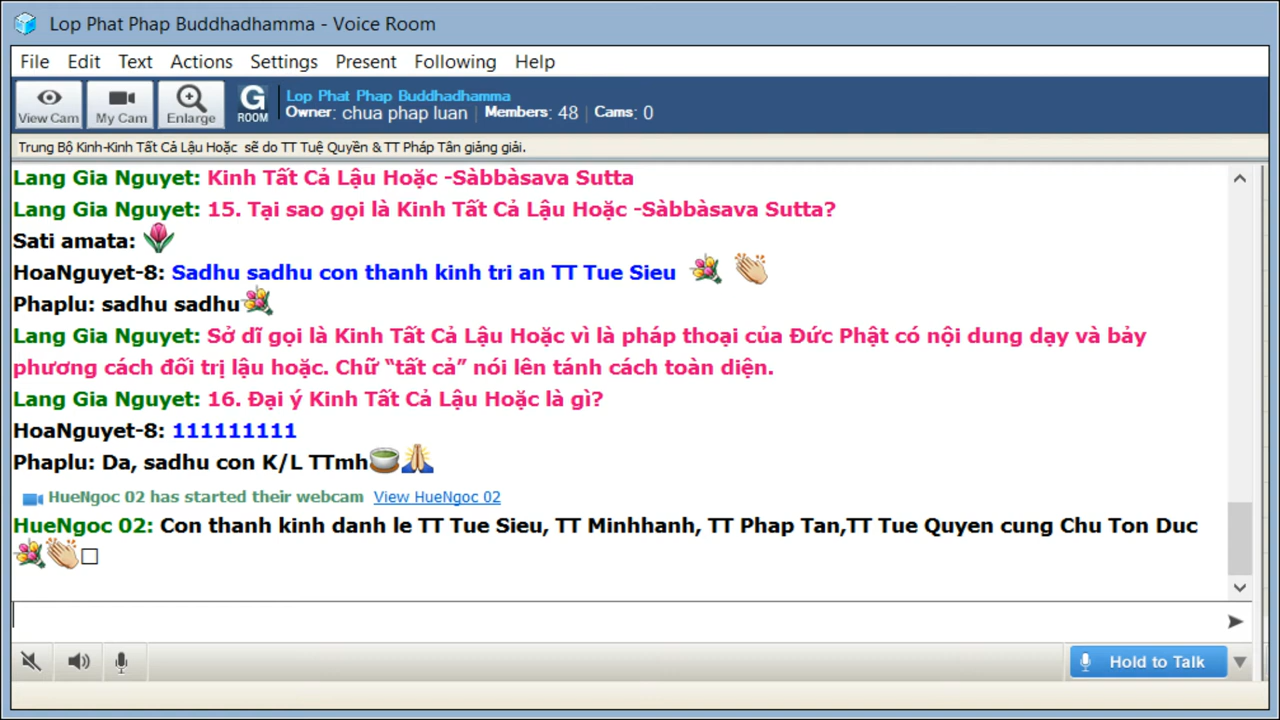 Lop Phat Phap Buddhadhamma - Voice Room
File Edit Text Actions Settings Present Following Help
View Cam My Cam Enlarge G ROOM Lop Phat Phap Buddhadhamma
Owner: chua phap luan | Members: 48 | Cams: 0
Trung Bộ Kinh-Kinh Tất Cả Lậu Hoặc sẽ do TT Tuệ Quyền & TT Pháp Tân giảng giải.
Lang Gia Nguyet: Kinh Tất Cả Lậu Hoặc -Sàbbàsava Sutta
Lang Gia Nguyet: 15. Tại sao gọi là Kinh Tất Cả Lậu Hoặc -Sàbbàsava Sutta?
Sati amata:
HoaNguyet-8: Sadhu sadhu con thanh kinh tri an TT Tue Sieu
Phaplu: sadhu sadhu
Lang Gia Nguyet: Sở dĩ gọi là Kinh Tất Cả Lậu Hoặc vì là pháp thoại của Đức Phật có nội dung dạy và bảy
phương cách đối trị lậu hoặc. Chữ “tất cả” nói lên tánh cách toàn diện.
Lang Gia Nguyet: 16. Đại ý Kinh Tất Cả Lậu Hoặc là gì?
HoaNguyet-8: 111111111
Phaplu: Da, sadhu con K/L TTmh
HueNgoc 02 has started their webcam View HueNgoc 02
HueNgoc 02: Con thanh kinh danh le TT Tue Sieu, TT Minhhanh, TT Phap Tan,TT Tue Quyen cung Chu Ton Duc
Hold to Talk